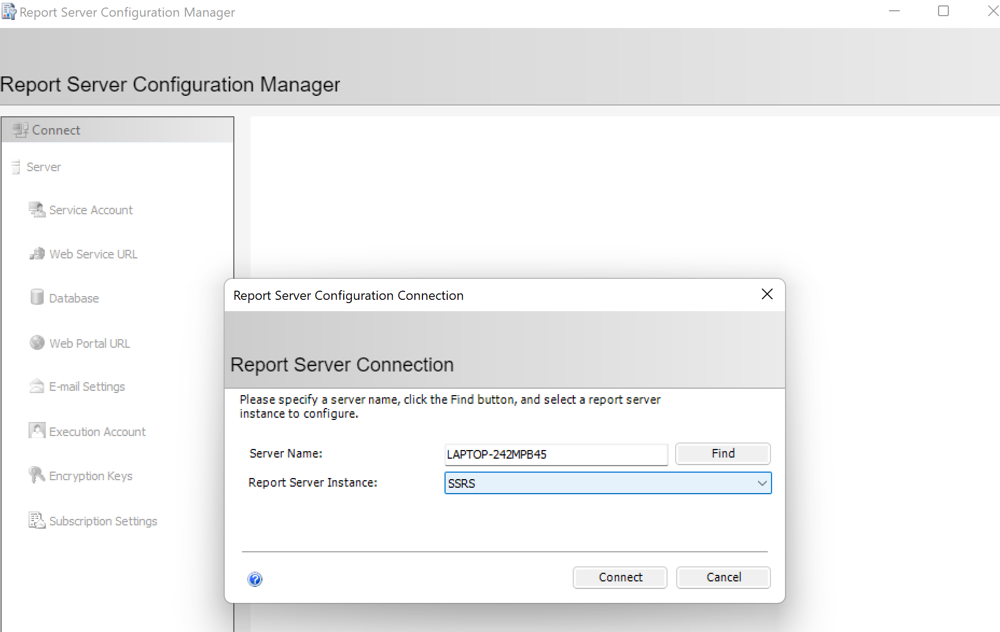 Report Server Configuration Manager
Report Server Configuration Manager
Connect
Server
Service Account
Web Service URL
Database
Web Portal URL
E-mail Settings
Execution Account
Encryption Keys
Subscription Settings
Report Server Configuration Connection
Report Server Connection
Please specify a server name, click the Find button, and select a report server
instance to configure.
Server Name: LAPTOP-242MPB45 Find
Report Server Instance: SSRS
? Connect Cancel